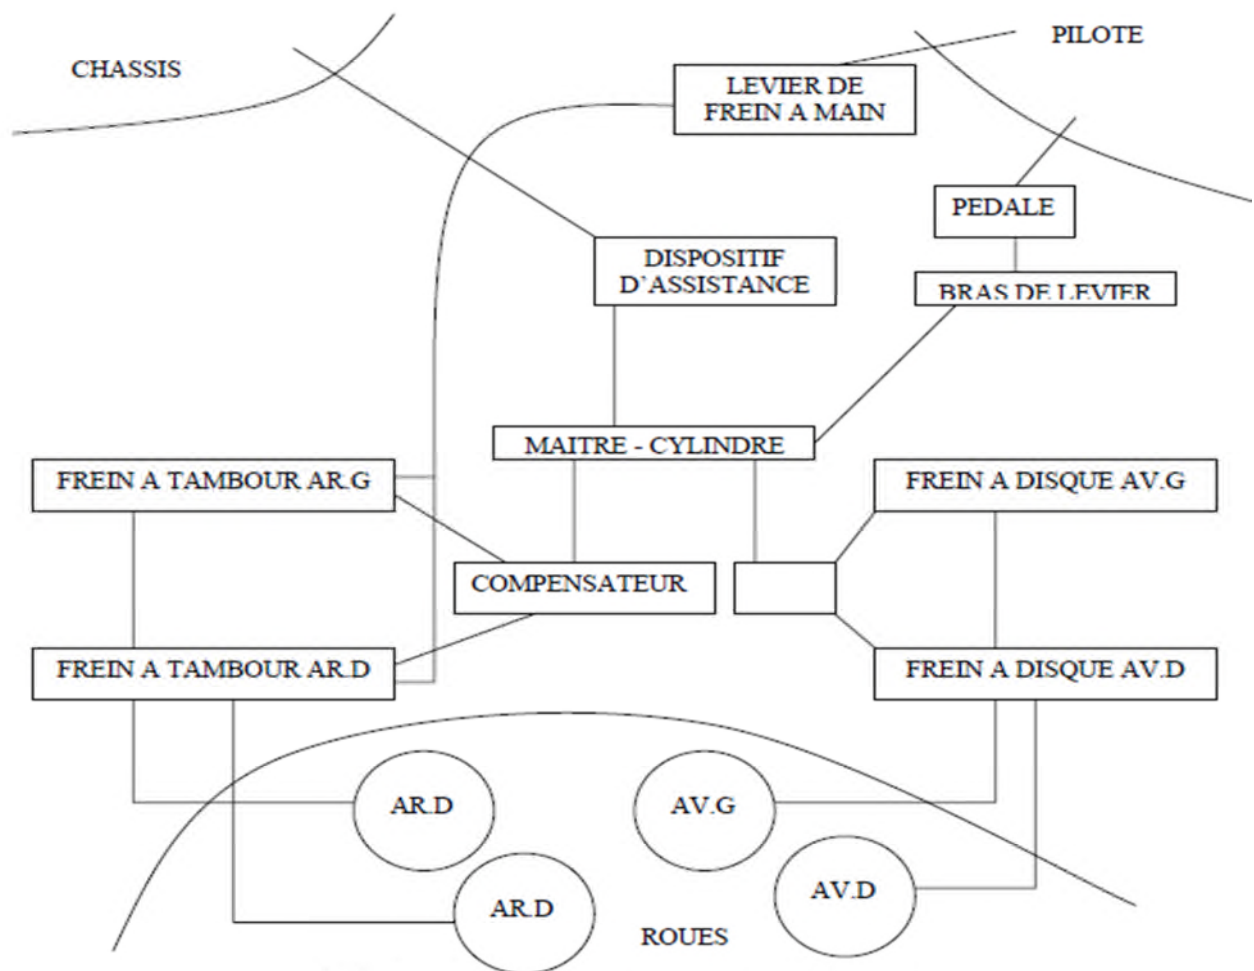 PILOTE
CHASSIS
LEVIER DE
FREIN A MAIN
PEDALE
DISPOSITIF
D'ASSISTANCE
BRAS DE LEVIER
MAITRE - CYLINDRE
FREIN A TAMBOUR AR.G
FREIN A DISQUE AV.G
COMPENSATEUR
FREIN A TAMBOUR AR.D
FREIN A DISQUE AV.D
AR.D
AV.G
AV.D
AR.D
ROUES